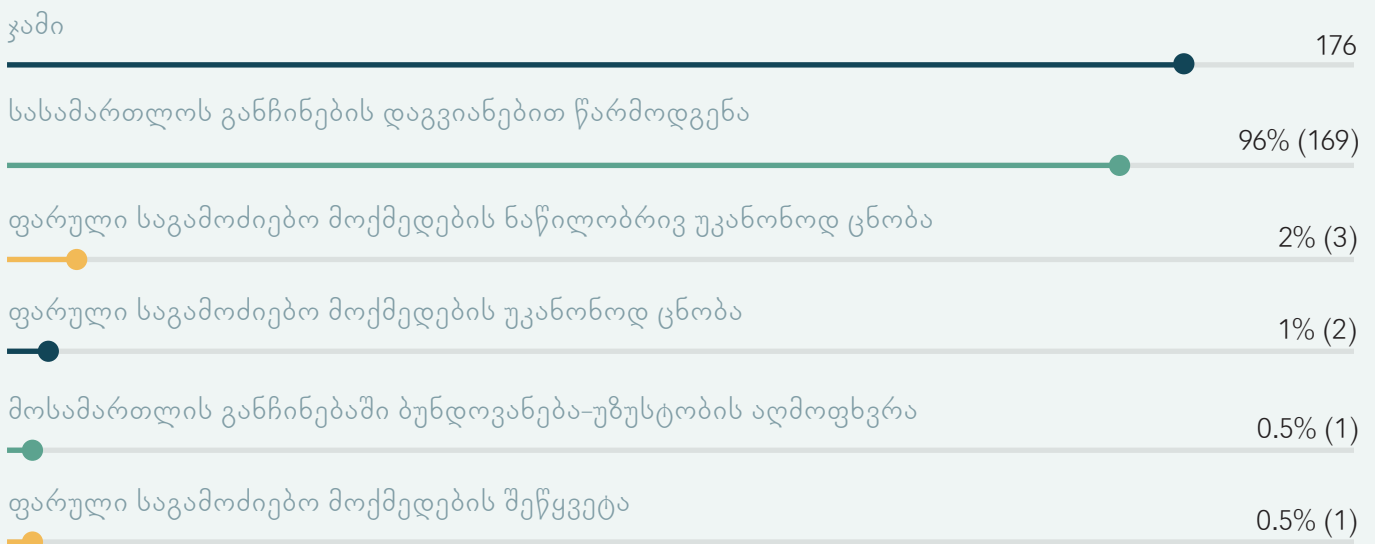 ჯამი
176
სასამართლოს განჩინების დაგვიანებით წარმოდგენა
96% (169)
ფარული საგამოძიებო მოქმედების ნაწილობრივ უკანონოდ ცნობა
2% (3)
ფარული საგამოძიებო მოქმედების უკანონოდ ცნობა
1% (2)
მოსამართლის განჩინებაში ბუნდოვანება–უზუსტობის აღმოფხვრა
0.5% (1)
ფარული საგამოძიებო მოქმედების შეწყვეტა
0.5% (1)